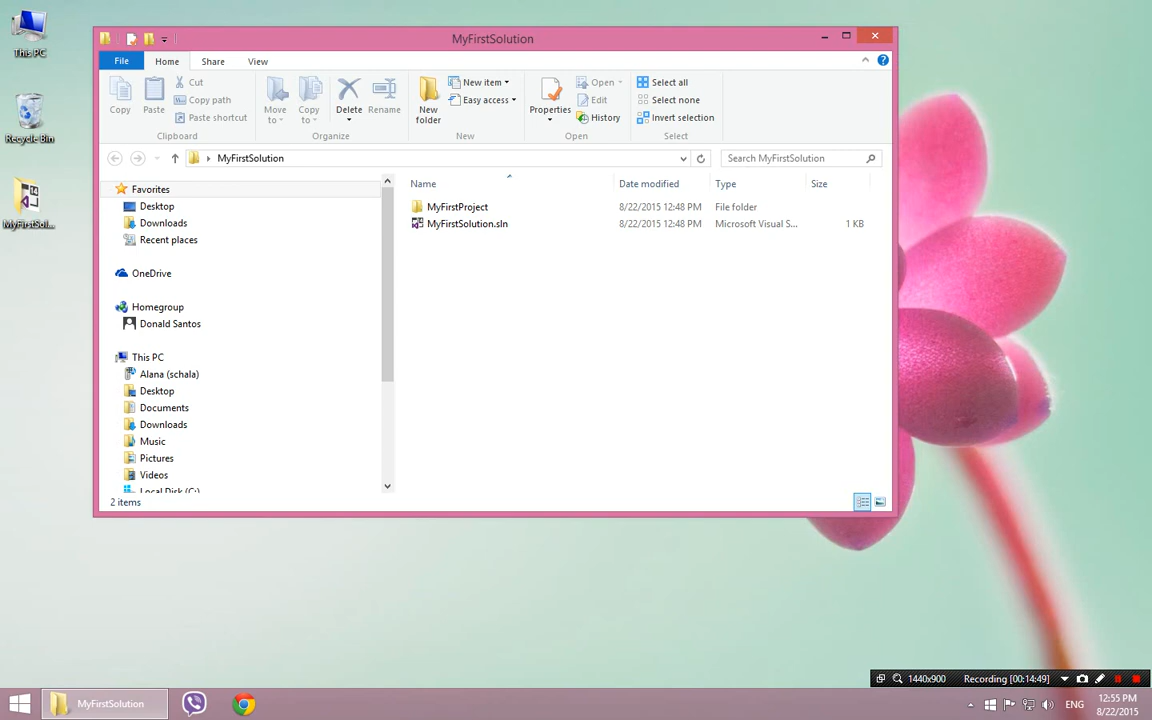 This PC
Recycle Bin
MyFirstSol...
MyFirstSolution
File Home Share View
Copy
Paste
Cut
Copy path
Paste shortcut
Clipboard
Move to
Copy to
Delete
Rename
Organize
New folder
New item
Easy access
New
Properties
Open
Edit
History
Open
Select all
Select none
Invert selection
Select
MyFirstSolution
Search MyFirstSolution
Favorites
Desktop
Downloads
Recent places
OneDrive
Homegroup
Donald Santos
This PC
Alana (schala)
Desktop
Documents
Downloads
Music
Pictures
Videos
Local Disk (C:)
Name Date modified Type Size
MyFirstProject 8/22/2015 12:48 PM File folder
MyFirstSolution.sln 8/22/2015 12:48 PM Microsoft Visual S... 1 KB
2 items
1440x900 Recording [00:14:49]
MyFirstSolution
ENG
12:55 PM
8/22/2015